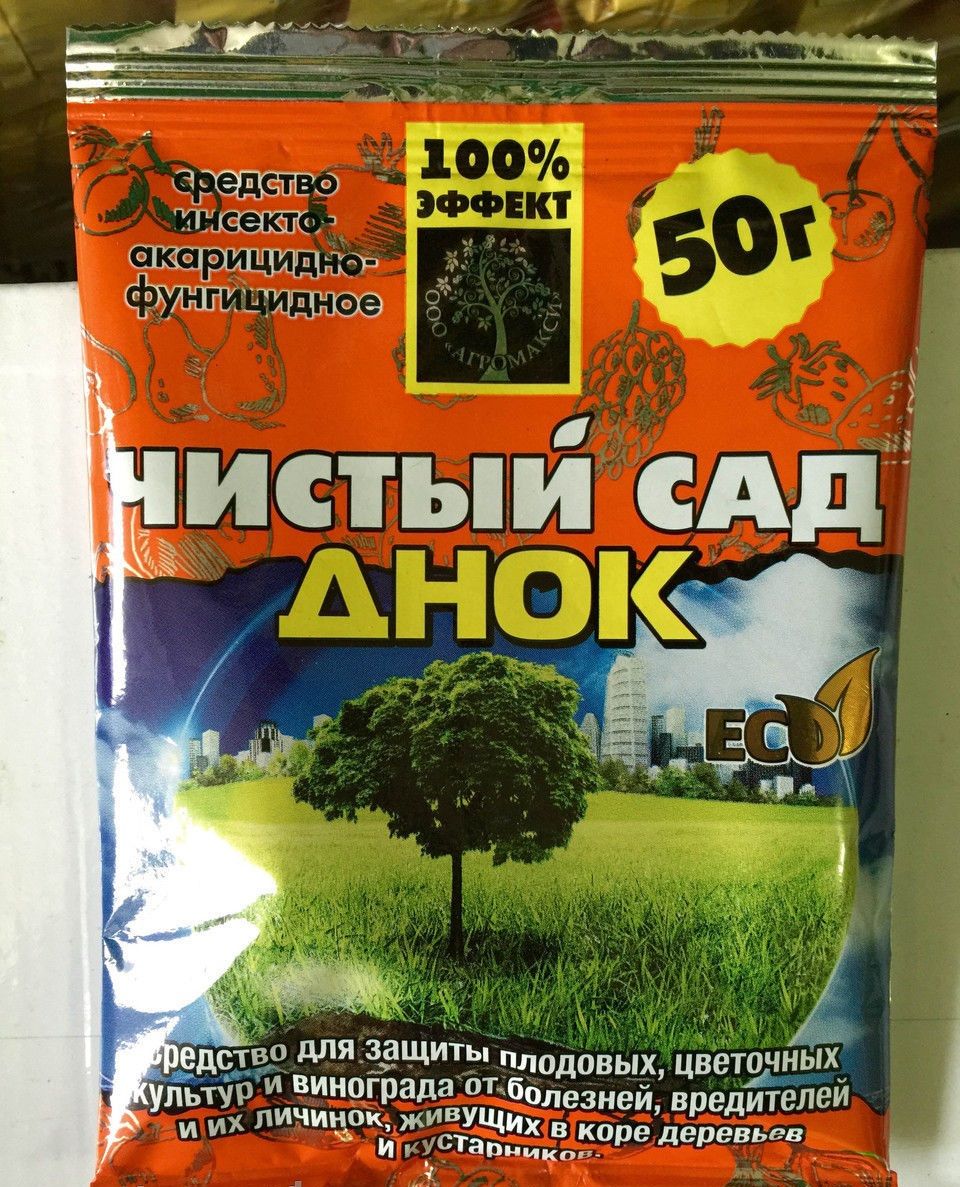 средство
инсекто-
акарицидно-
фунгицидное
100%
ЭФФЕКТ
ООО «АГРОМАКСИ»
50г
ЧИСТЫЙ САД
ДНОК
ECO
средство для защиты плодовых, цветочных
культур и винограда от болезней, вредителей
и их личинок, живущих в коре деревьев
и кустарников.